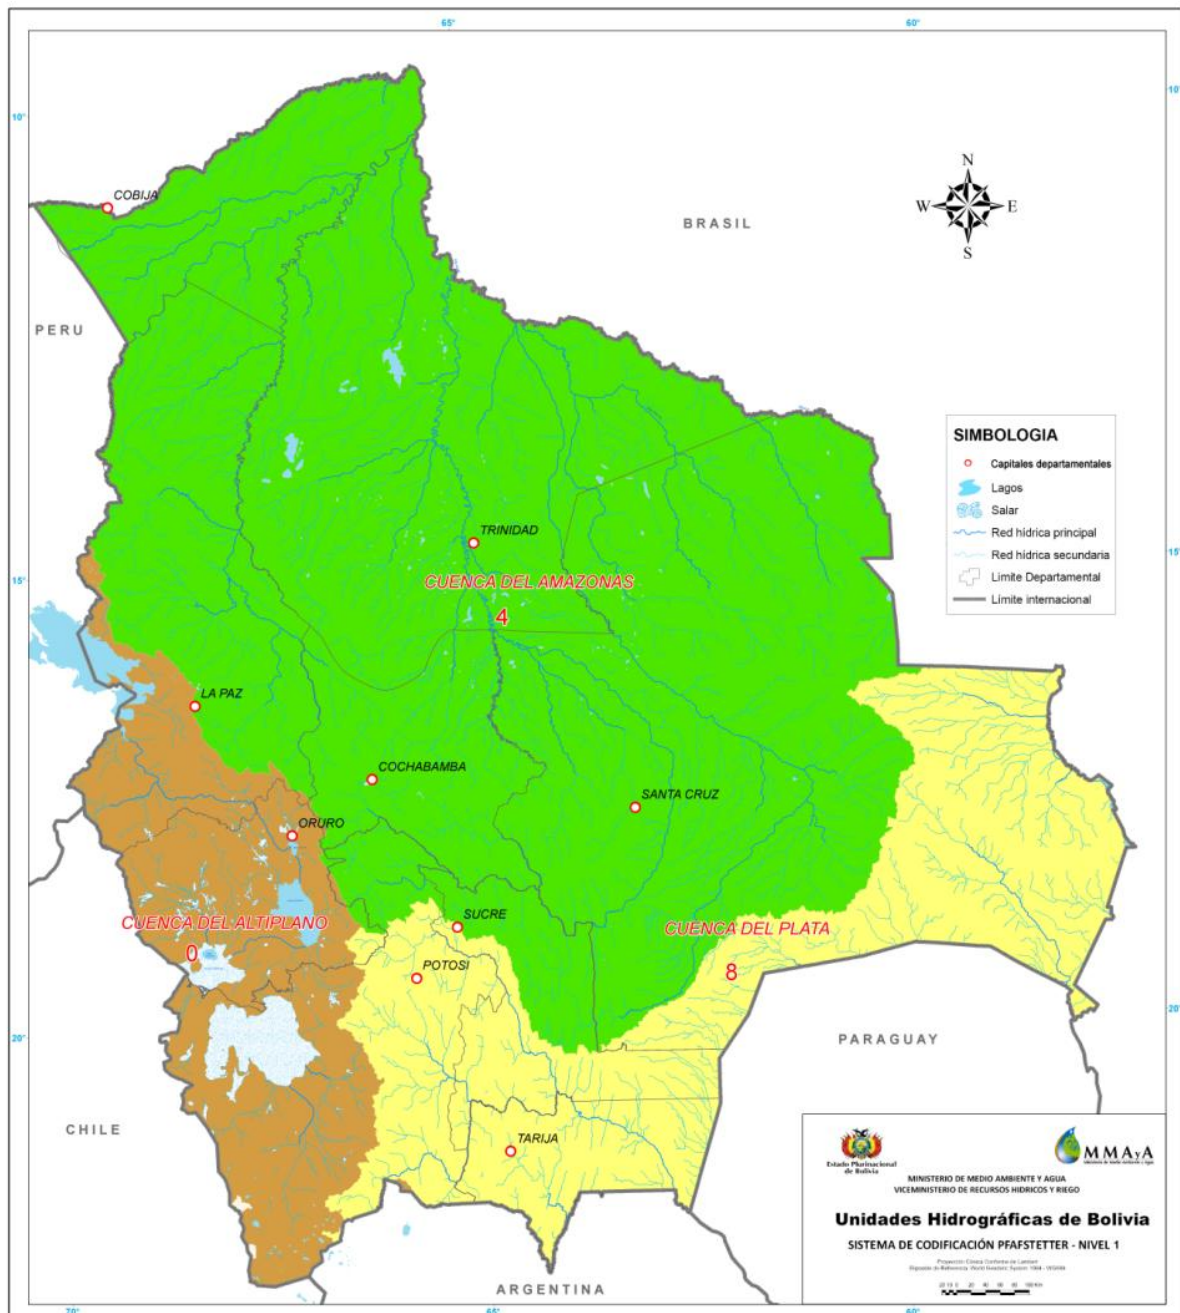 65°
60°
10°
10°
COBIJA
N
W
E
S
BRASIL
PERU
SIMBOLOGIA
Capitales departamentales
Lagos
Salar
Red hídrica principal
Red hídrica secundaria
Limite Departamental
Límite internacional
TRINIDAD
15°
15°
CUENCA DEL AMAZONAS
4
LA PAZ
COCHABAMBA
SANTA CRUZ
ORURO
CUENCA DEL ALTIPLANO
0
SUCRE
CUENCA DEL PLATA
8
POTOSI
20°
20°
PARAGUAY
CHILE
TARIJA
Estado Plurinacional
de Bolivia
MMAyA
MINISTERIO DE MEDIO AMBIENTE Y AGUA
VICEMINISTERIO DE RECURSOS HIDRICOS Y RIEGO
Unidades Hidrográficas de Bolivia
SISTEMA DE CODIFICACIÓN PFAFSTETTER - NIVEL 1
ARGENTINA
70°
65°
60°